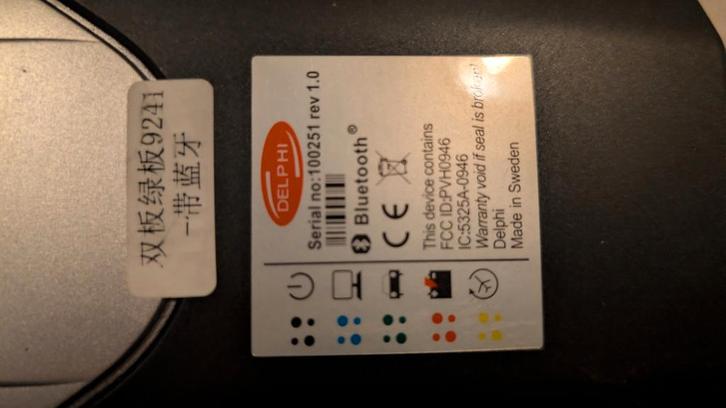 双板绿板9241
-带蓝牙
DELPHI
Serial no:100251 rev 1.0
Bluetooth®
CE
This device contains
FCC ID:PVH0946
IC:5325A-0946
Warranty void if seal is broken!
Delphi
Made in Sweden